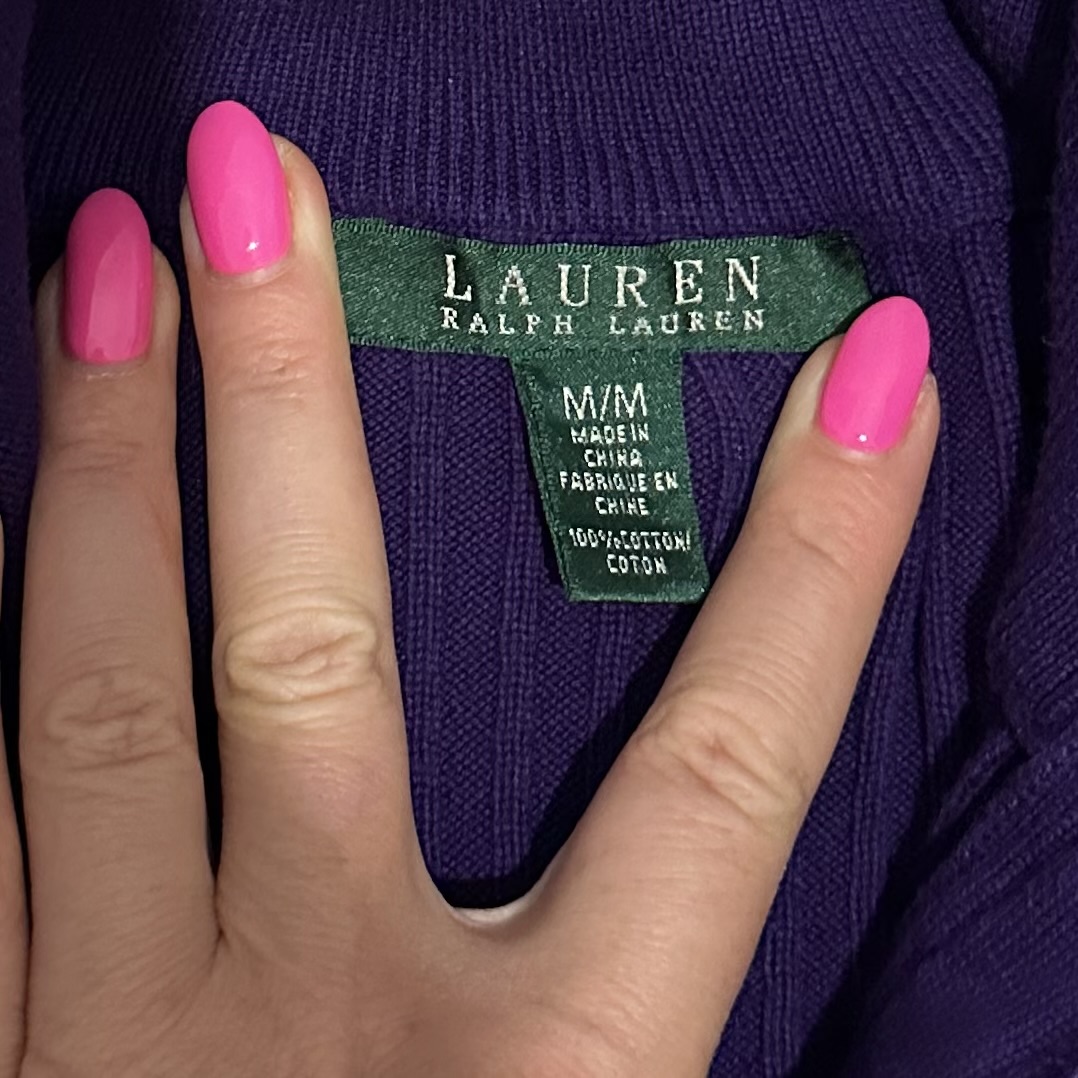 LAUREN
RALPH LAUREN
M/M
MADE IN
CHINA
FABRIQUE EN
CHINE
100%COTTON/
COTON